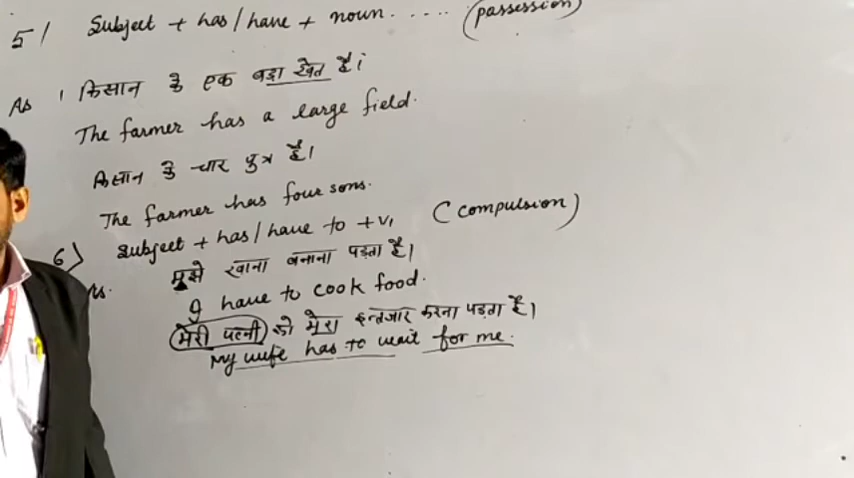 5/ Subject + has/have + noun..... (passession)
As । किसान के एक बड़ा खेत है।
The farmer has a large field.
किसान के चार पुत्र है।
The farmer has four sons.
6) Subject + has/have to + V₁ (compulsion)
As. मुझे खाना बनाना पड़ता है।
I have to cook food.
मेरी पत्नी को मेरा इन्तजार करना पड़ता है।
My wife has to wait for me.